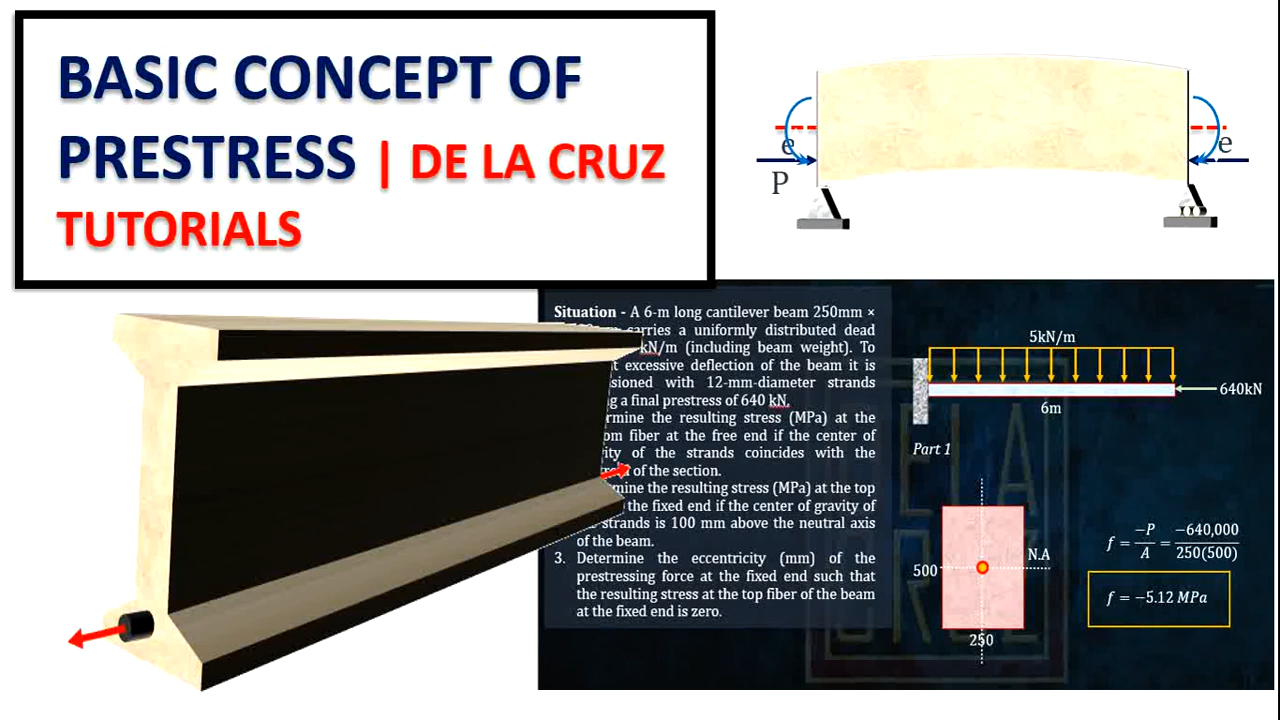 BASIC CONCEPT OF
PRESTRESS | DE LA CRUZ
TUTORIALS
e
P
e
Situation - A 6-m long cantilever beam 250mm ×
carries a uniformly distributed dead
kN/m (including beam weight). To
excessive deflection of the beam it is
with 12-mm-diameter strands
a final prestress of 640 kN.
the resulting stress (MPa) at the
fiber at the free end if the center of
of the strands coincides with the
of the section.
the resulting stress (MPa) at the top
the fixed end if the center of gravity of
strands is 100 mm above the neutral axis
of the beam.
3. Determine the eccentricity (mm) of the
prestressing force at the fixed end such that
the resulting stress at the top fiber of the beam
at the fixed end is zero.
5kN/m
640kN
6m
Part 1
N.A
500
250
f = −P/A = −640,000/250(500)
f = −5.12 MPa
DELA
CRUZ